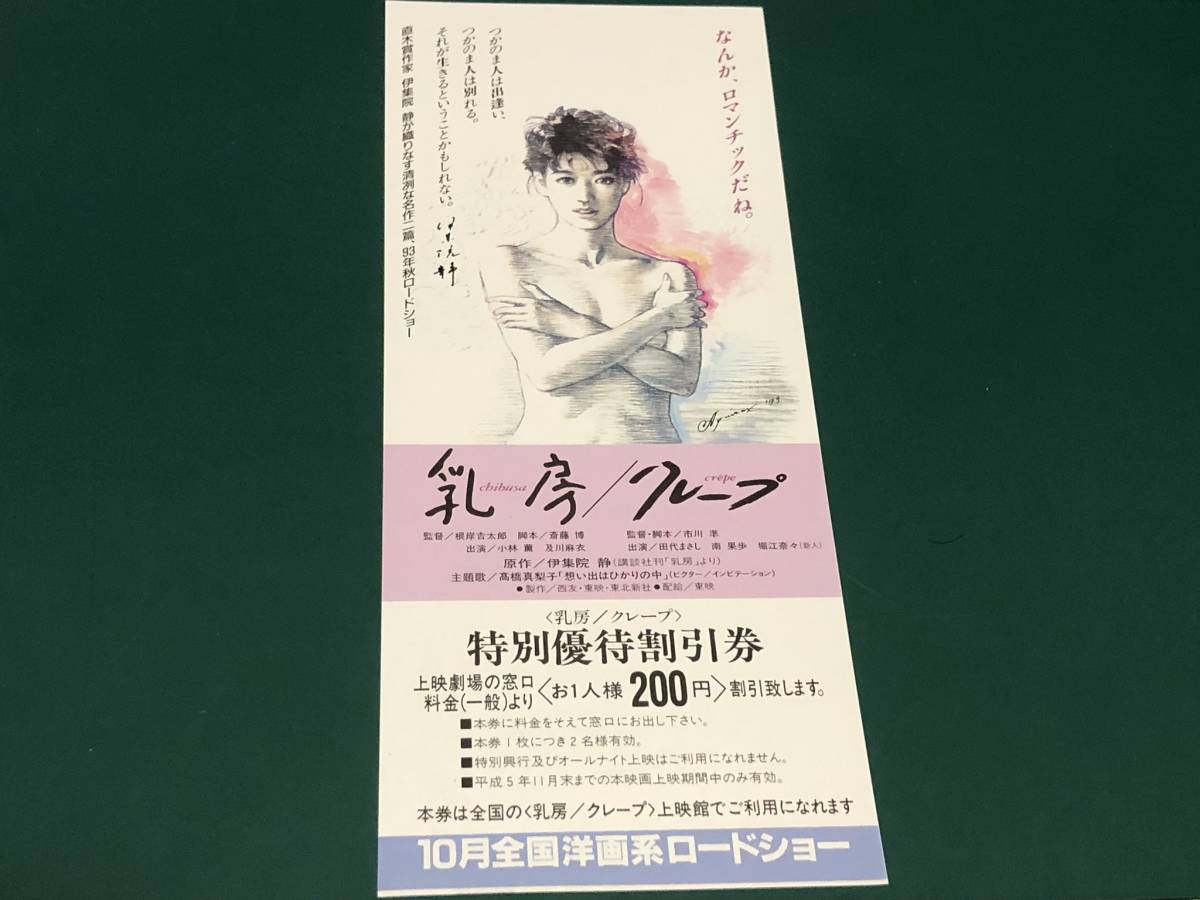 なんか、ロマンチックだね。
つかのま人は出逢い、
つかのま人は別れる。
それが生きるということかもしれない。
伊集院静
直木賞作家 伊集院 静が織りなす清冽な名作二篇、93年秋ロードショー
'93
乳房/クレープ
chibusa
crêpe
監督/根岸吉太郎 脚本/斎藤 博
出演/小林 薫 及川麻衣
監督・脚本/市川 準
出演/田代まさし 南 果歩 堀江奈々(新人)
原作/伊集院 静(講談社刊「乳房」より)
主題歌/髙橋真梨子「想い出はひかりの中」(ビクター/インビテーション)
●製作/西友・東映・東北新社●配給/東映
〈乳房/クレープ〉
特別優待割引券
上映劇場の窓口
料金(一般)より〈お1人様200円〉割引致します。
■本券に料金をそえて窓口にお出し下さい。
■本券1枚につき2名様有効。
■特別興行及びオールナイト上映はご利用になれません。
■平成5年11月末までの本映画上映期間中のみ有効。
本券は全国の〈乳房/クレープ〉上映館でご利用になれます
10月全国洋画系ロードショー